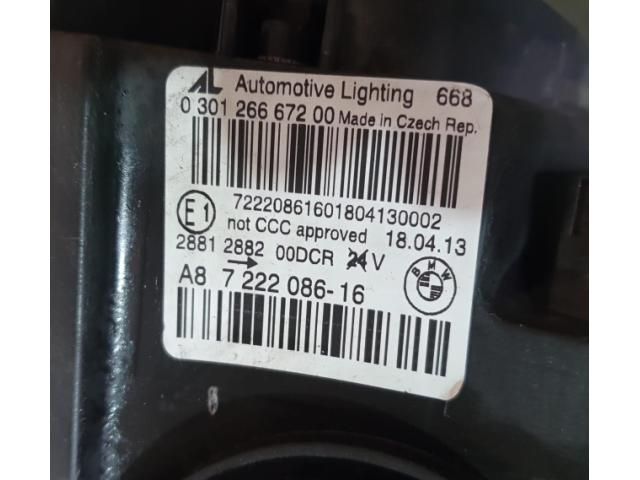 AL Automotive Lighting 668
0 301 266 672 00 Made in Czech Rep.
E1 72220861601804130002
not CCC approved 18.04.13
2881 2882 00DCR 24V
A8 7 222 086-16
BMW